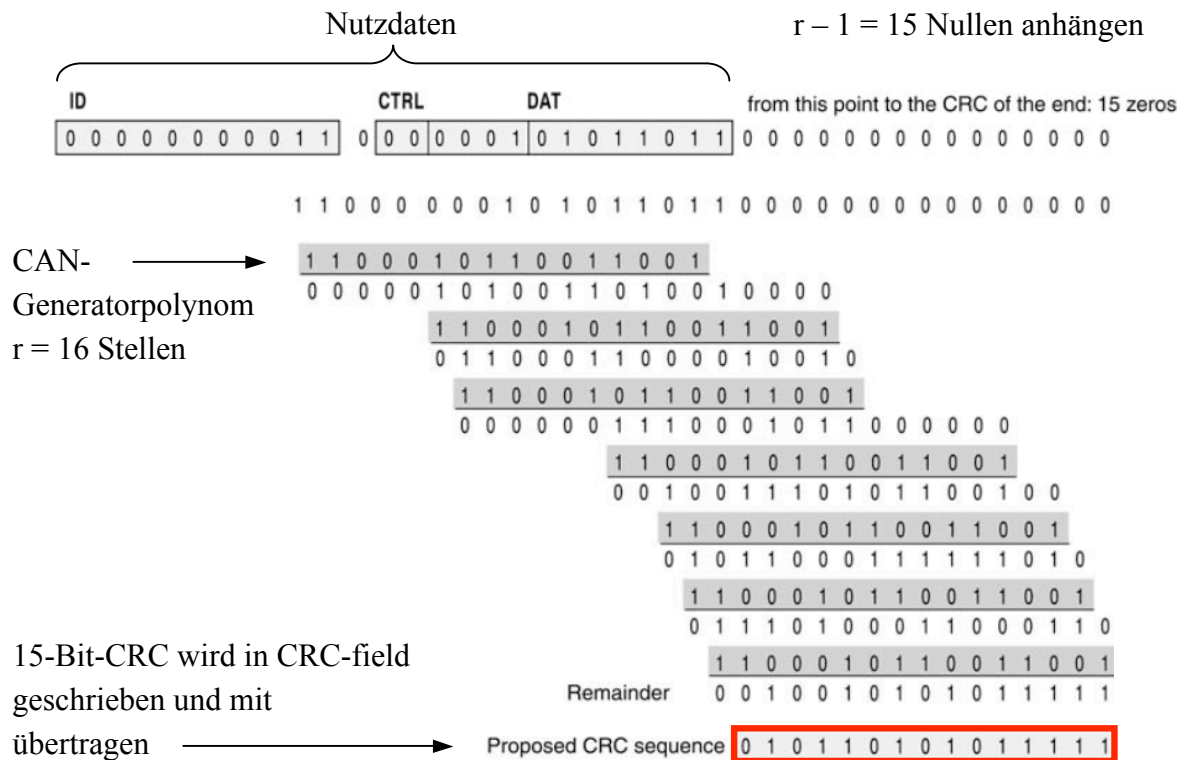 Nutzdaten
r – 1 = 15 Nullen anhängen
ID CTRL DAT from this point to the CRC of the end: 15 zeros
0 0 0 0 0 0 0 0 0 1 1 0 0 0 0 0 0 1 0 1 0 1 1 0 1 1 0 0 0 0 0 0 0 0 0 0 0 0 0 0 0
1 1 0 0 0 0 0 0 1 0 1 0 1 1 0 1 1 0 0 0 0 0 0 0 0 0 0 0 0 0 0 0
CAN-
Generatorpolynom
r = 16 Stellen
1 1 0 0 0 1 0 1 1 0 0 1 1 0 0 1
0 0 0 0 0 1 0 1 0 0 1 1 0 1 0 0 1 0 0 0 0
1 1 0 0 0 1 0 1 1 0 0 1 1 0 0 1
0 1 1 0 0 0 1 1 0 0 0 0 1 0 0 1 0
1 1 0 0 0 1 0 1 1 0 0 1 1 0 0 1
0 0 0 0 0 0 1 1 1 0 0 0 1 0 1 1 0 0 0 0 0 0
1 1 0 0 0 1 0 1 1 0 0 1 1 0 0 1
0 0 1 0 0 1 1 1 0 1 0 1 1 0 0 1 0 0
1 1 0 0 0 1 0 1 1 0 0 1 1 0 0 1
0 1 0 1 1 0 0 0 1 1 1 1 1 1 0 1 0
1 1 0 0 0 1 0 1 1 0 0 1 1 0 0 1
0 1 1 1 0 1 0 0 0 1 1 0 0 0 1 1 0
1 1 0 0 0 1 0 1 1 0 0 1 1 0 0 1
Remainder 0 0 1 0 0 1 0 1 0 1 0 1 1 1 1 1
15-Bit-CRC wird in CRC-field
geschrieben und mit
übertragen
Proposed CRC sequence 0 1 0 1 1 0 1 0 1 0 1 1 1 1 1